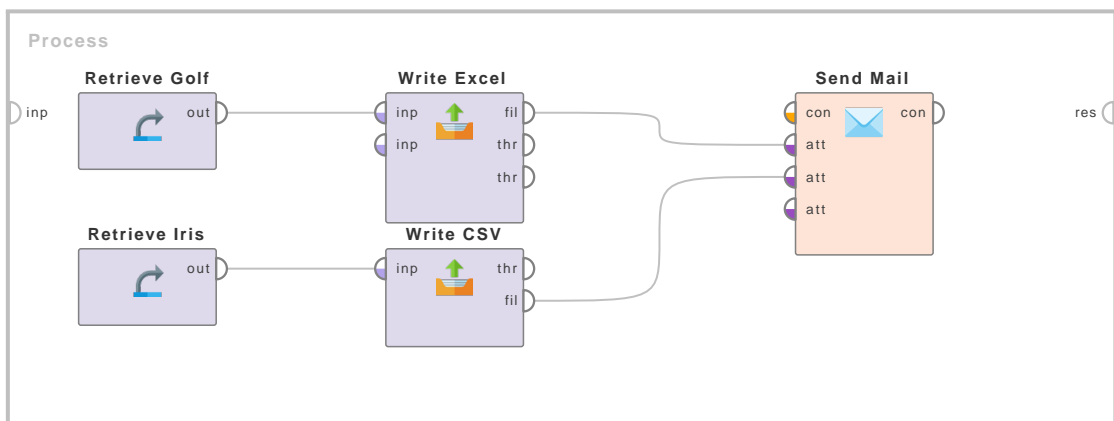 Process
Retrieve Golf
Write Excel
Send Mail
inp
out
inp
fil
con
con
res
inp
thr
att
thr
att
att
Retrieve Iris
Write CSV
out
inp
thr
fil